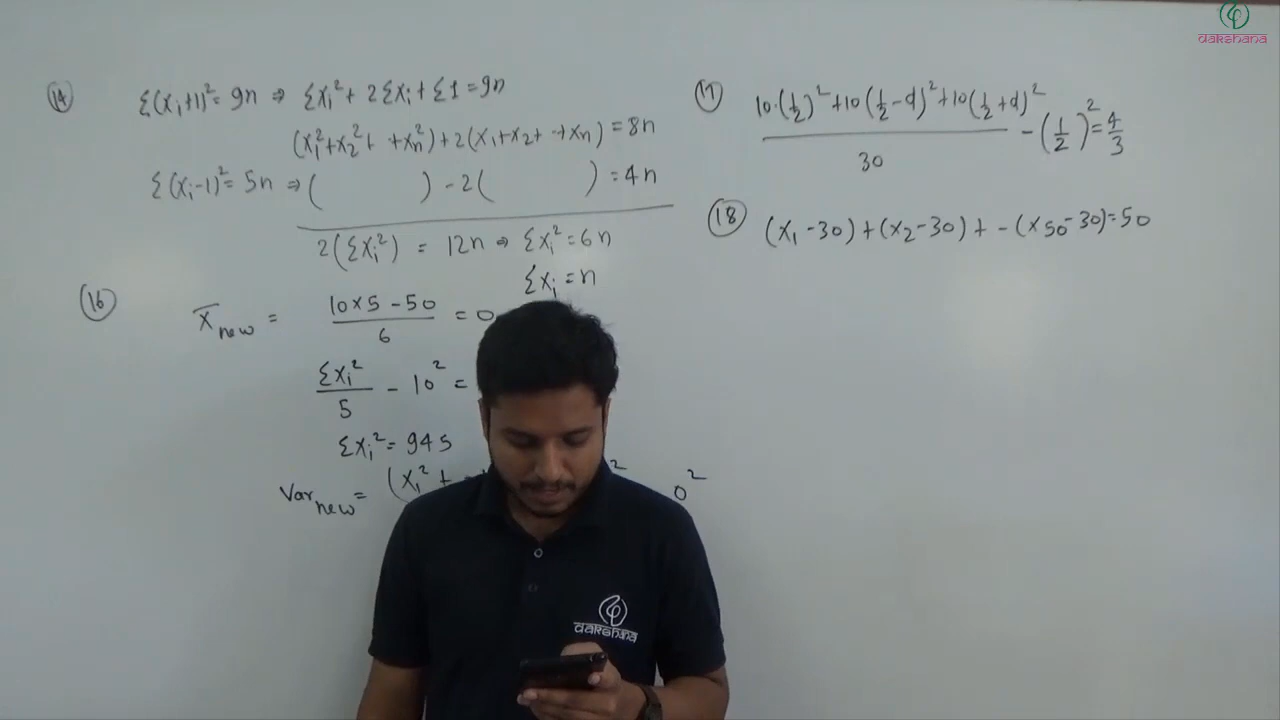 14 Σ(xi+1)² = 9n ⇒ Σxi² + 2Σxi + Σ1 = 9n
(x1²+x2²+ +xn²)+2(x1+x2+ -+xn) = 8n
Σ(xi-1)² = 5n ⇒ ( ) - 2( ) = 4n
2(Σxi²) = 12n ⇒ Σxi² = 6n
Σxi = n
16 x̄new = (10×5-50)/6 = 0
Σxi²/5 - 10² =
Σxi² = 945
Varnew = (x1² + 2 0²
17 (10·(1/2)²+10(1/2-d)²+10(1/2+d)²)/30 - (1/2)² = 4/3
18 (x1-30)+(x2-30)+ - (x50-30)=50
dakshana
dakshana